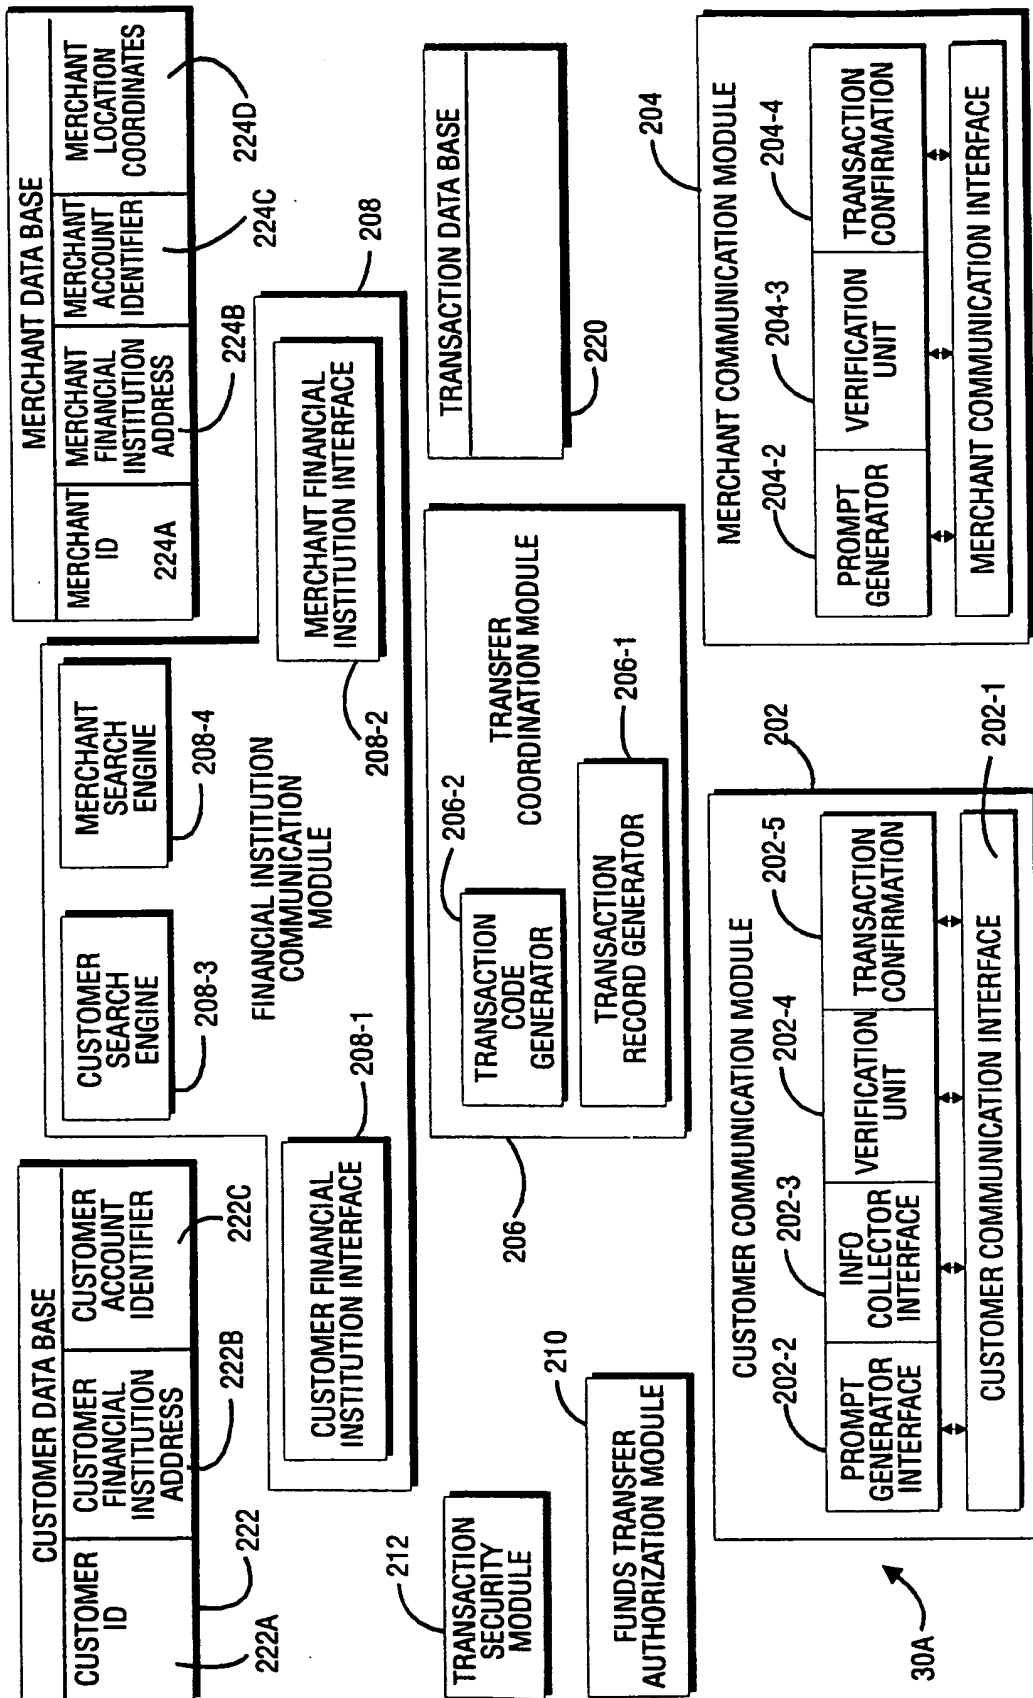 CUSTOMER DATA BASE
CUSTOMER
ID
222A
CUSTOMER
FINANCIAL
INSTITUTION
ADDRESS
CUSTOMER
ACCOUNT
IDENTIFIER
222
222B
222C
MERCHANT DATA BASE
MERCHANT
ID
224A
MERCHANT
FINANCIAL
INSTITUTION
ADDRESS
MERCHANT
ACCOUNT
IDENTIFIER
MERCHANT
LOCATION
COORDINATES
224B
224C
224D
CUSTOMER
SEARCH
ENGINE
208-3
MERCHANT
SEARCH
ENGINE
208-4
FINANCIAL INSTITUTION
COMMUNICATION
MODULE
208-1
208-2
208
CUSTOMER FINANCIAL
INSTITUTION INTERFACE
MERCHANT FINANCIAL
INSTITUTION INTERFACE
212
TRANSACTION
SECURITY
MODULE
206
206-2
TRANSACTION
CODE
GENERATOR
TRANSFER
COORDINATION MODULE
206-1
TRANSACTION
RECORD GENERATOR
TRANSACTION DATA BASE
220
210
FUNDS TRANSFER
AUTHORIZATION MODULE
202
CUSTOMER COMMUNICATION MODULE
202-2
202-3
202-4
202-5
PROMPT
GENERATOR
INTERFACE
INFO
COLLECTOR
INTERFACE
VERIFICATION
UNIT
TRANSACTION
CONFIRMATION
CUSTOMER COMMUNICATION INTERFACE
202-1
204
MERCHANT COMMUNICATION MODULE
204-2
204-3
204-4
PROMPT
GENERATOR
VERIFICATION
UNIT
TRANSACTION
CONFIRMATION
MERCHANT COMMUNICATION INTERFACE
30A